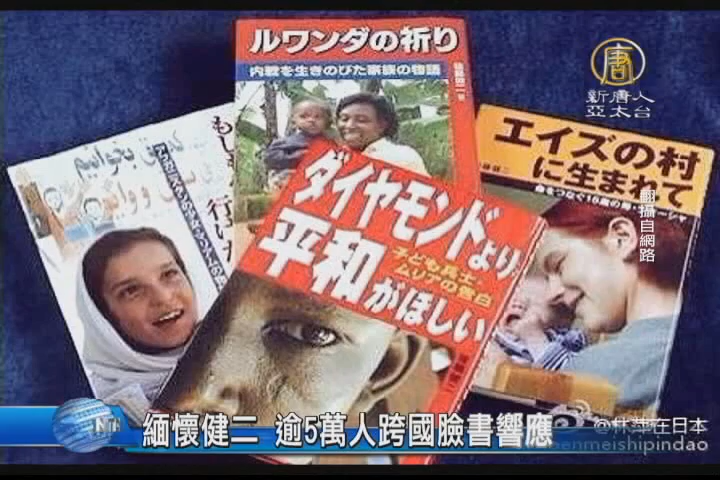 ルワンダの祈り
内戦を生きのびた家族の物語
唐
新唐人
亞太台
エイズの村
に生まれて
ダイヤモンドより
平和がほしい
子ども兵士・
ムリアの告白
翻攝自網路
緬懷健二 逾5萬人跨國臉書響應
@林萍在日本